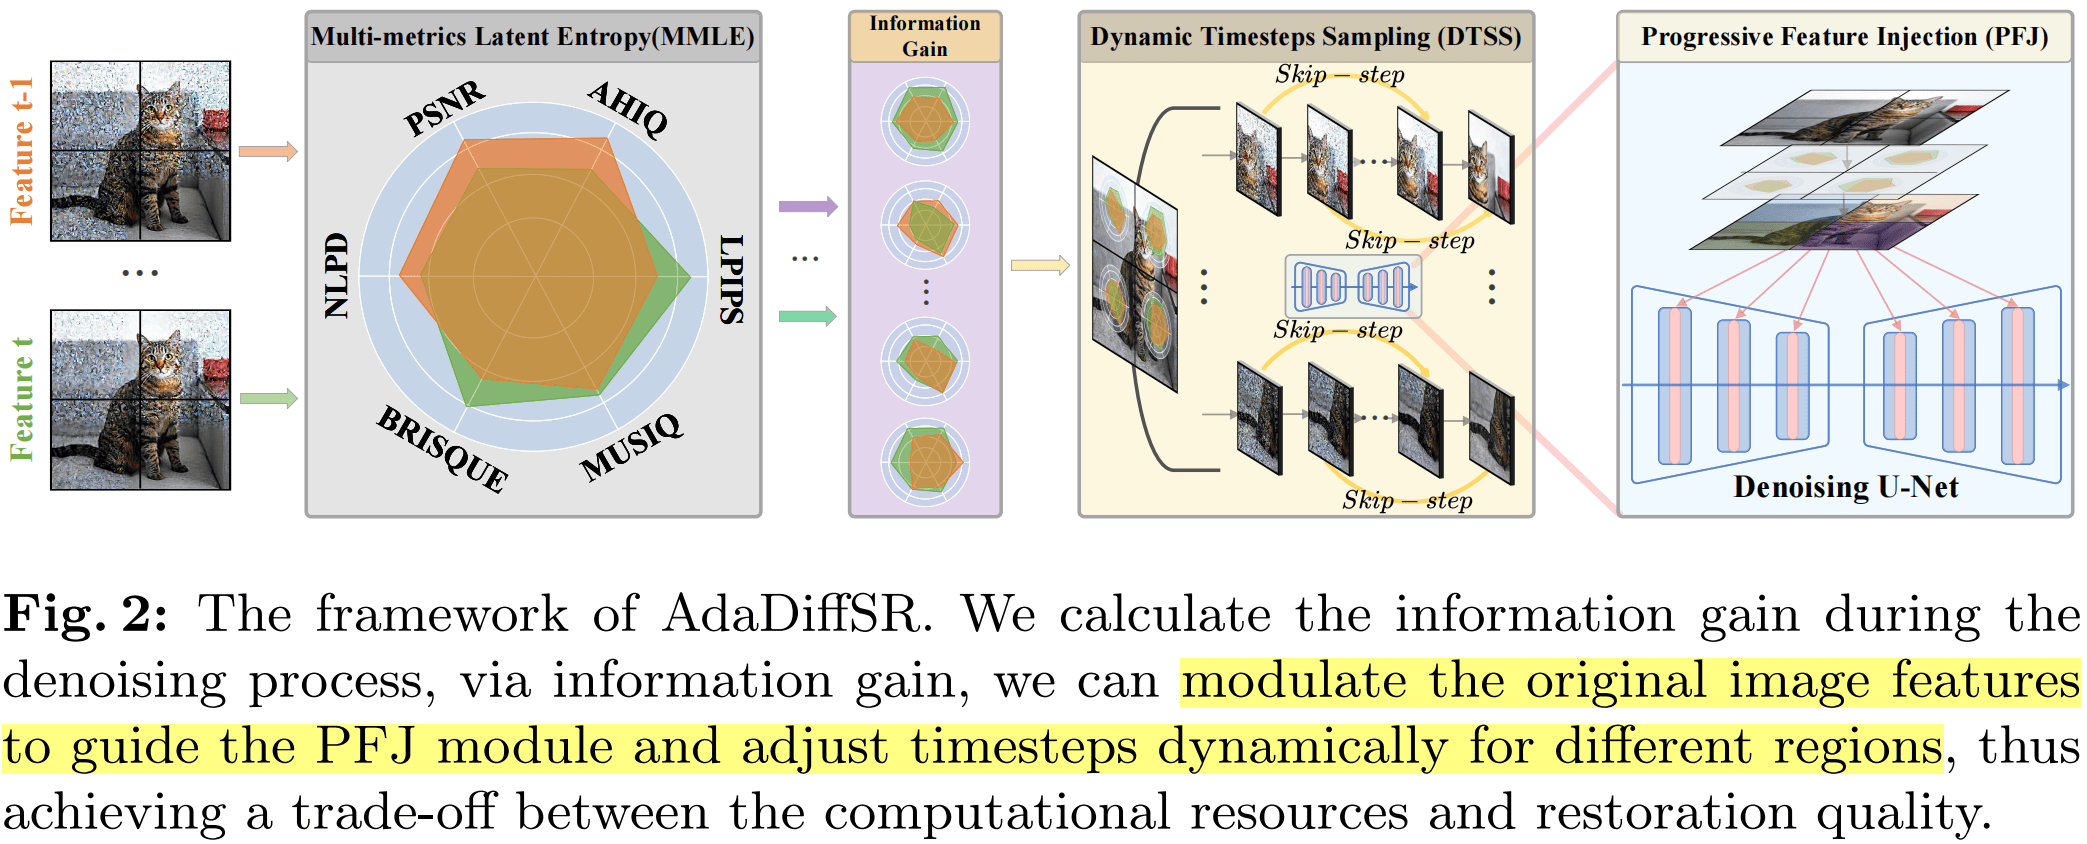 Feature t-1
...
Feature t
Multi-metrics Latent Entropy(MMLE)
PSNR
AHIQ
NLPD
LPIPS
BRISQUE
MUSIQ
...
Information
Gain
Dynamic Timesteps Sampling (DTSS)
Skip – step
Skip – step
Skip – step
Skip – step
Progressive Feature Injection (PFJ)
Denoising U-Net
Fig. 2: The framework of AdaDiffSR. We calculate the information gain during the
denoising process, via information gain, we can modulate the original image features
to guide the PFJ module and adjust timesteps dynamically for different regions, thus
achieving a trade-off between the computational resources and restoration quality.